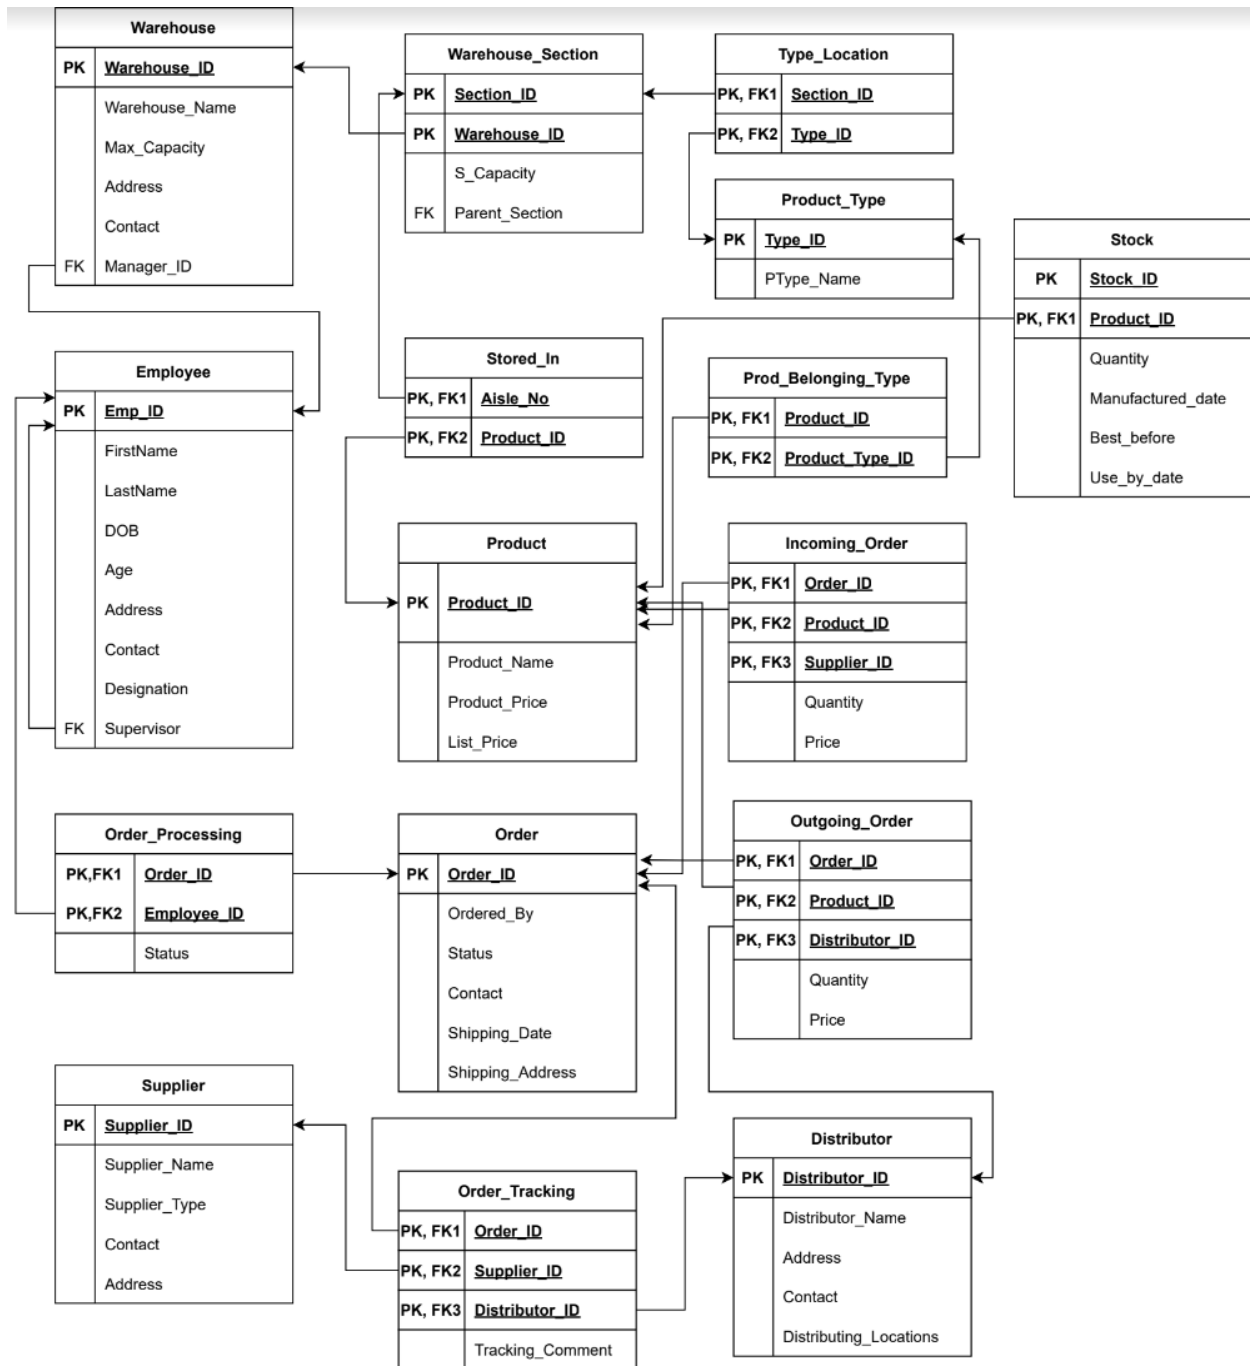 Warehouse
PK Warehouse_ID
Warehouse_Name
Max_Capacity
Address
Contact
FK Manager_ID
Warehouse_Section
PK Section_ID
PK Warehouse_ID
S_Capacity
FK Parent_Section
Type_Location
PK, FK1 Section_ID
PK, FK2 Type_ID
Product_Type
PK Type_ID
PType_Name
Stock
PK Stock_ID
PK, FK1 Product_ID
Quantity
Manufactured_date
Best_before
Use_by_date
Employee
PK Emp_ID
FirstName
LastName
DOB
Age
Address
Contact
Designation
FK Supervisor
Stored_In
PK, FK1 Aisle_No
PK, FK2 Product_ID
Prod_Belonging_Type
PK, FK1 Product_ID
PK, FK2 Product_Type_ID
Product
PK Product_ID
Product_Name
Product_Price
List_Price
Incoming_Order
PK, FK1 Order_ID
PK, FK2 Product_ID
PK, FK3 Supplier_ID
Quantity
Price
Order_Processing
PK,FK1 Order_ID
PK,FK2 Employee_ID
Status
Order
PK Order_ID
Ordered_By
Status
Contact
Shipping_Date
Shipping_Address
Outgoing_Order
PK, FK1 Order_ID
PK, FK2 Product_ID
PK, FK3 Distributor_ID
Quantity
Price
Supplier
PK Supplier_ID
Supplier_Name
Supplier_Type
Contact
Address
Order_Tracking
PK, FK1 Order_ID
PK, FK2 Supplier_ID
PK, FK3 Distributor_ID
Tracking_Comment
Distributor
PK Distributor_ID
Distributor_Name
Address
Contact
Distributing_Locations